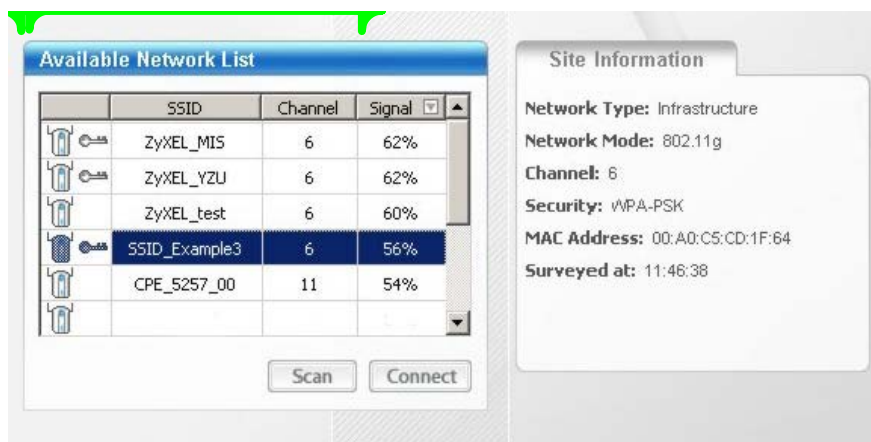 Available Network List
SSID Channel Signal
ZyXEL_MIS 6 62%
ZyXEL_YZU 6 62%
ZyXEL_test 6 60%
SSID_Example3 6 56%
CPE_5257_00 11 54%
Scan Connect
Site Information
Network Type: Infrastructure
Network Mode: 802.11g
Channel: 6
Security: WPA-PSK
MAC Address: 00:A0:C5:CD:1F:64
Surveyed at: 11:46:38